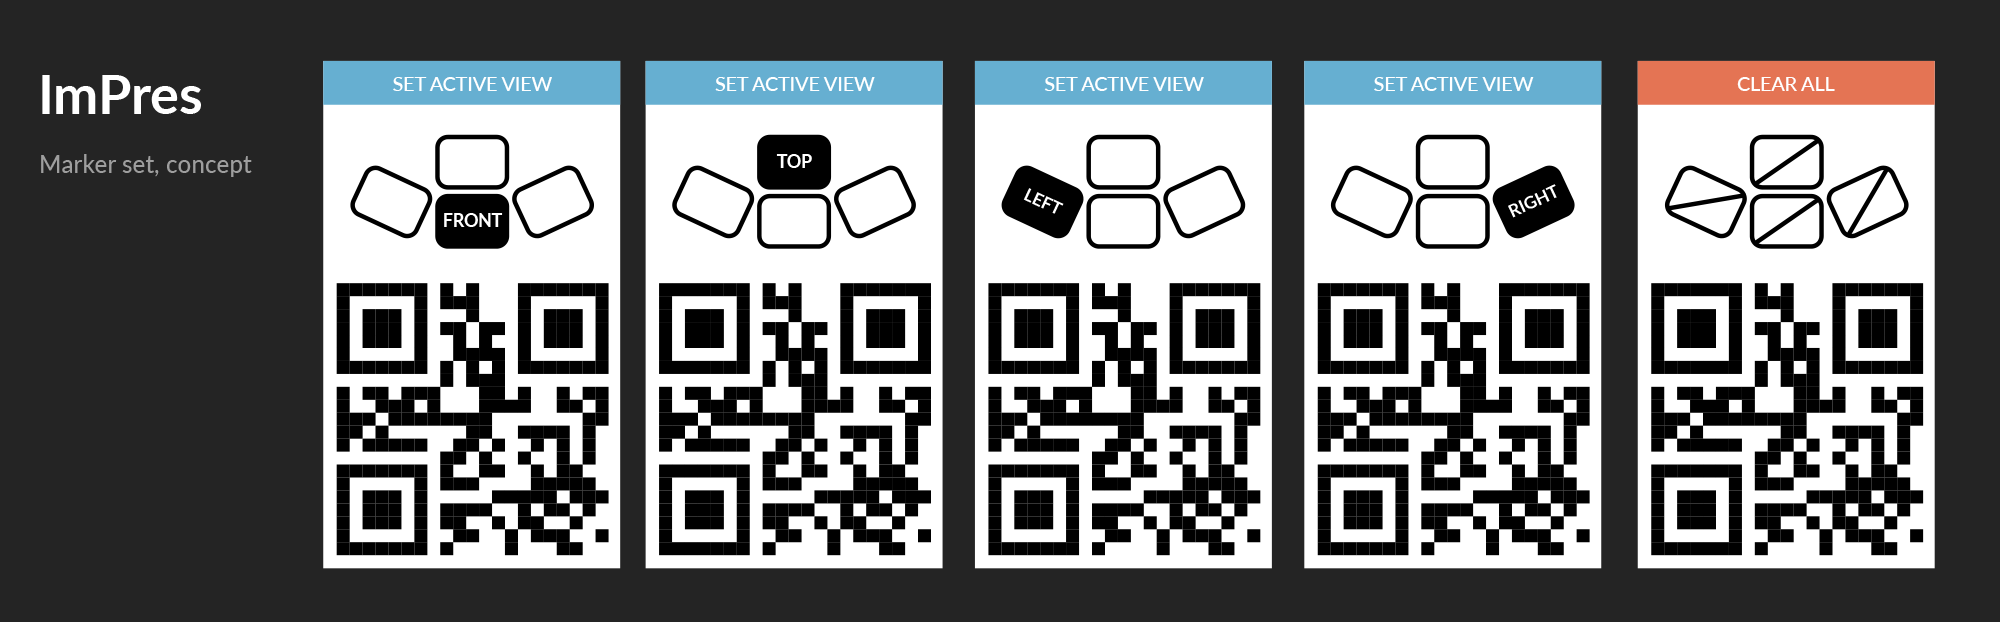 ImPres
Marker set, concept
SET ACTIVE VIEW
FRONT
SET ACTIVE VIEW
TOP
SET ACTIVE VIEW
LEFT
SET ACTIVE VIEW
RIGHT
CLEAR ALL